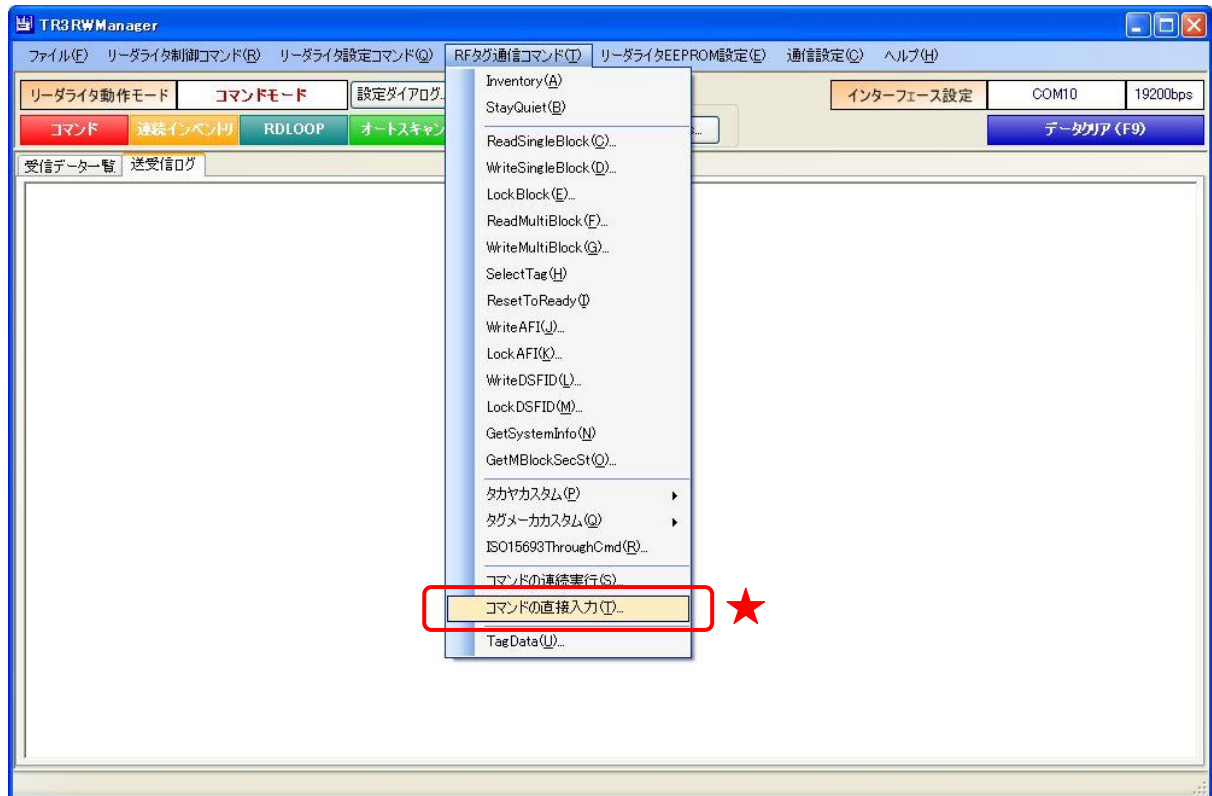 TR3RWManager
ファイル(F) リーダライタ制御コマンド(R) リーダライタ設定コマンド(Q) RFタグ通信コマンド(T) リーダライタEEPROM設定(E) 通信設定(C) ヘルプ(H)
リーダライタ動作モード コマンドモード 設定ダイアログ... インターフェース設定 COM10 19200bps
コマンド 連続インベントリ RDLOOP オートスキャン データクリア(F9)
受信データ一覧 送受信ログ
Inventory(A)
StayQuiet(B)
ReadSingleBlock(C)...
WriteSingleBlock(D)...
LockBlock(E)...
ReadMultiBlock(F)...
WriteMultiBlock(G)...
SelectTag(H)
ResetToReady(I)
WriteAFI(J)...
LockAFI(K)...
WriteDSFID(L)...
LockDSFID(M)...
GetSystemInfo(N)
GetMBlockSecSt(O)...
タカヤカスタム(P)
タグメーカカスタム(Q)
ISO15693ThroughCmd(R)...
コマンドの連続実行(S)...
コマンドの直接入力(T)...
TagData(U)...